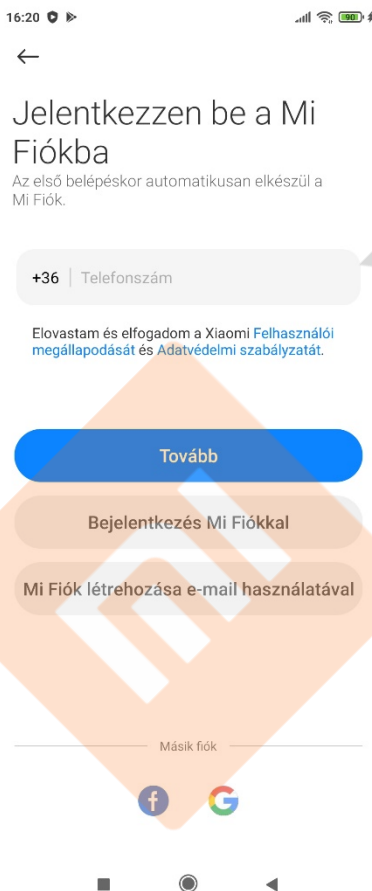 16:20
90
Jelentkezzen be a Mi
Fiókba
Az első belépéskor automatikusan elkészül a
Mi Fiók.
+36 Telefonszám
Elovastam és elfogadom a Xiaomi Felhasználói
megállapodását és Adatvédelmi szabályzatát.
Tovább
Bejelentkezés Mi Fiókkal
Mi Fiók létrehozása e-mail használatával
Másik fiók